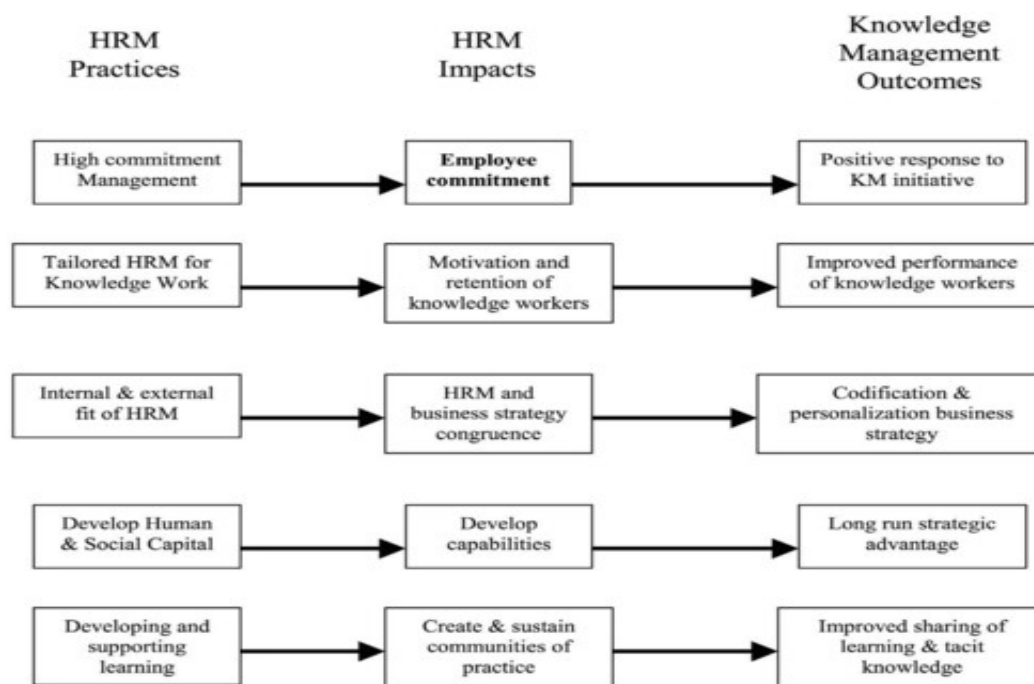 HRM
Practices
HRM
Impacts
Knowledge
Management
Outcomes
High commitment
Management
Employee
commitment
Positive response to
KM initiative
Tailored HRM for
Knowledge Work
Motivation and
retention of
knowledge workers
Improved performance
of knowledge workers
Internal & external
fit of HRM
HRM and
business strategy
congruence
Codification &
personalization business
strategy
Develop Human
& Social Capital
Develop
capabilities
Long run strategic
advantage
Developing and
supporting
learning
Create & sustain
communities of
practice
Improved sharing of
learning & tacit
knowledge